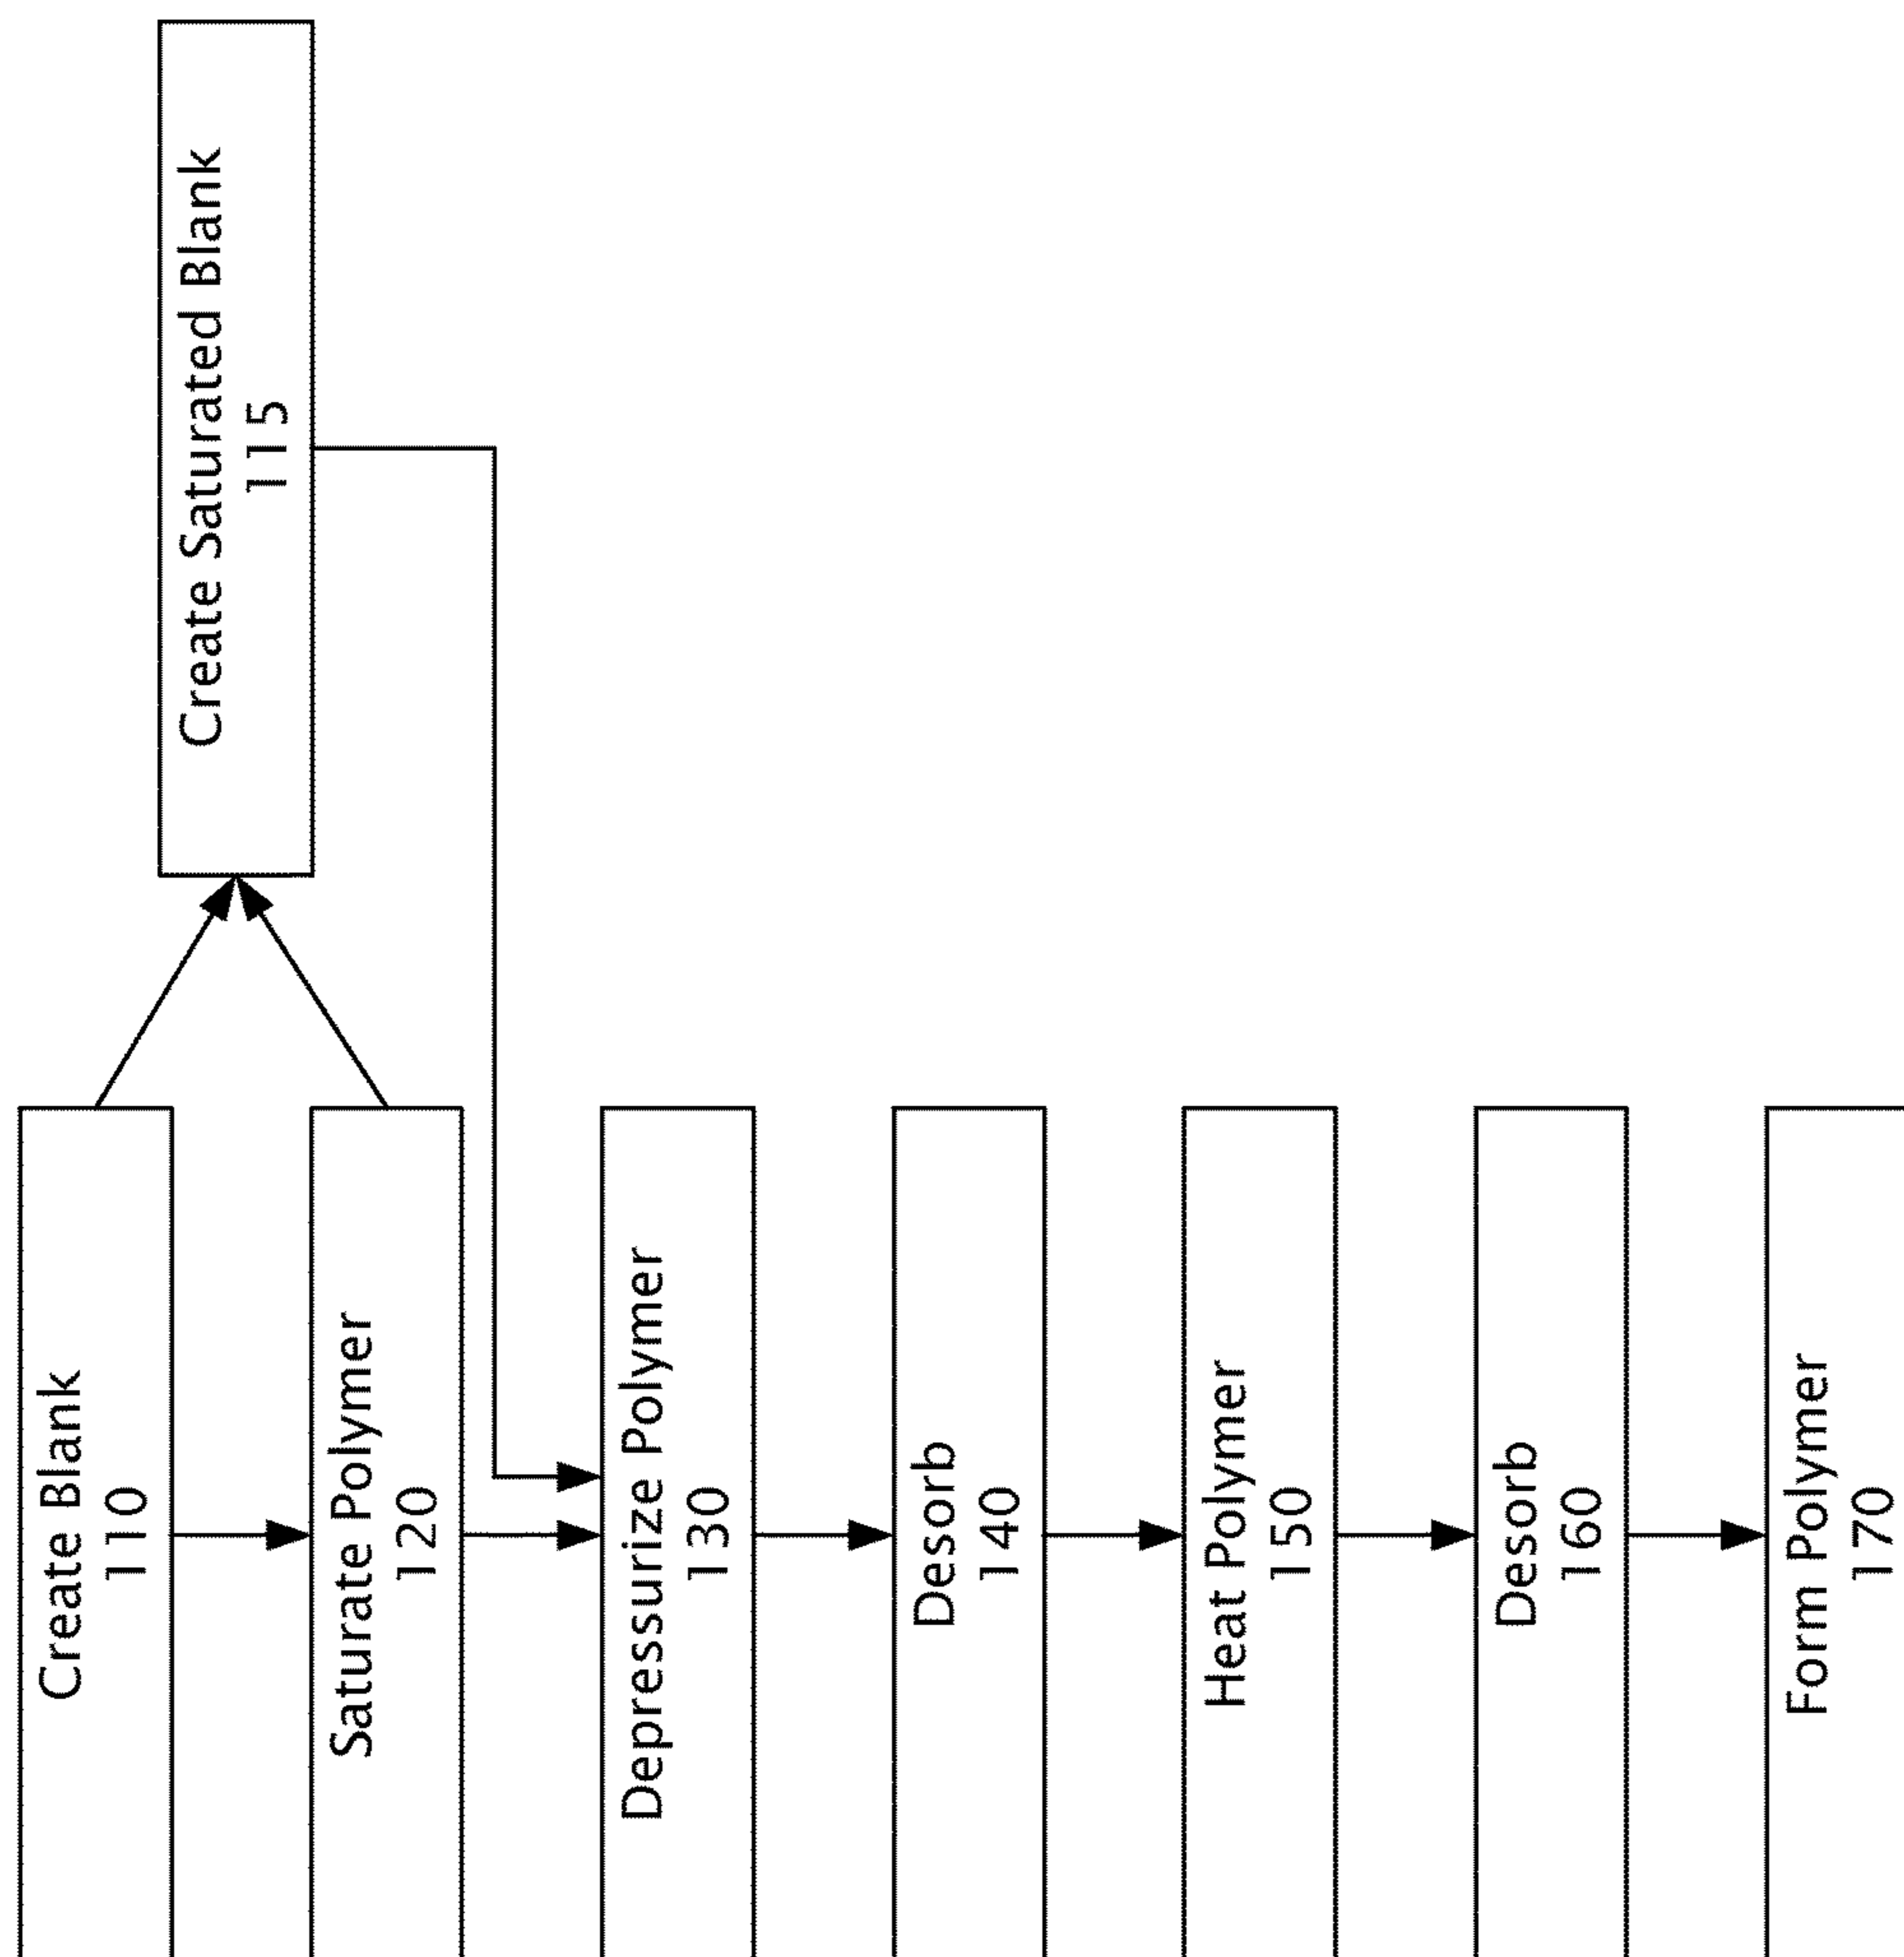 Create Blank
110
Create Saturated Blank
115
Saturate Polymer
120
Depressurize Polymer
130
Desorb
140
Heat Polymer
150
Desorb
160
Form Polymer
170